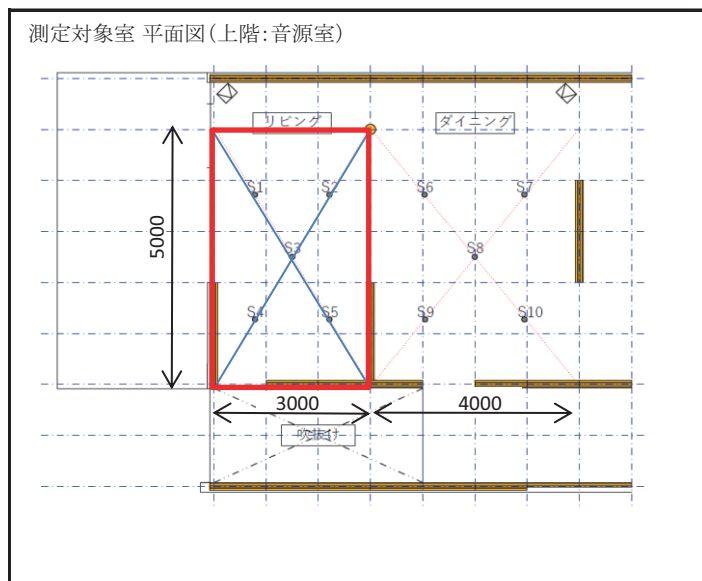 測定対象室 平面図(上階:音源室)
リビング
ダイニング
S1
S2
S6
S7
5000
S3
S8
S4
S5
S9
S10
3000
4000
吹抜け